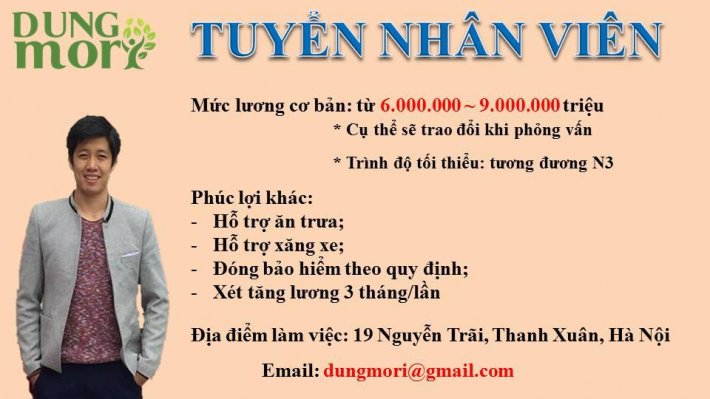 DUNG
mori
TUYỂN NHÂN VIÊN
Mức lương cơ bản: từ 6.000.000 ~ 9.000.000 triệu
* Cụ thể sẽ trao đổi khi phỏng vấn
* Trình độ tối thiểu: tương đương N3
Phúc lợi khác:
- Hỗ trợ ăn trưa;
- Hỗ trợ xăng xe;
- Đóng bảo hiểm theo quy định;
- Xét tăng lương 3 tháng/lần
Địa điểm làm việc: 19 Nguyễn Trãi, Thanh Xuân, Hà Nội
Email: dungmori@gmail.com